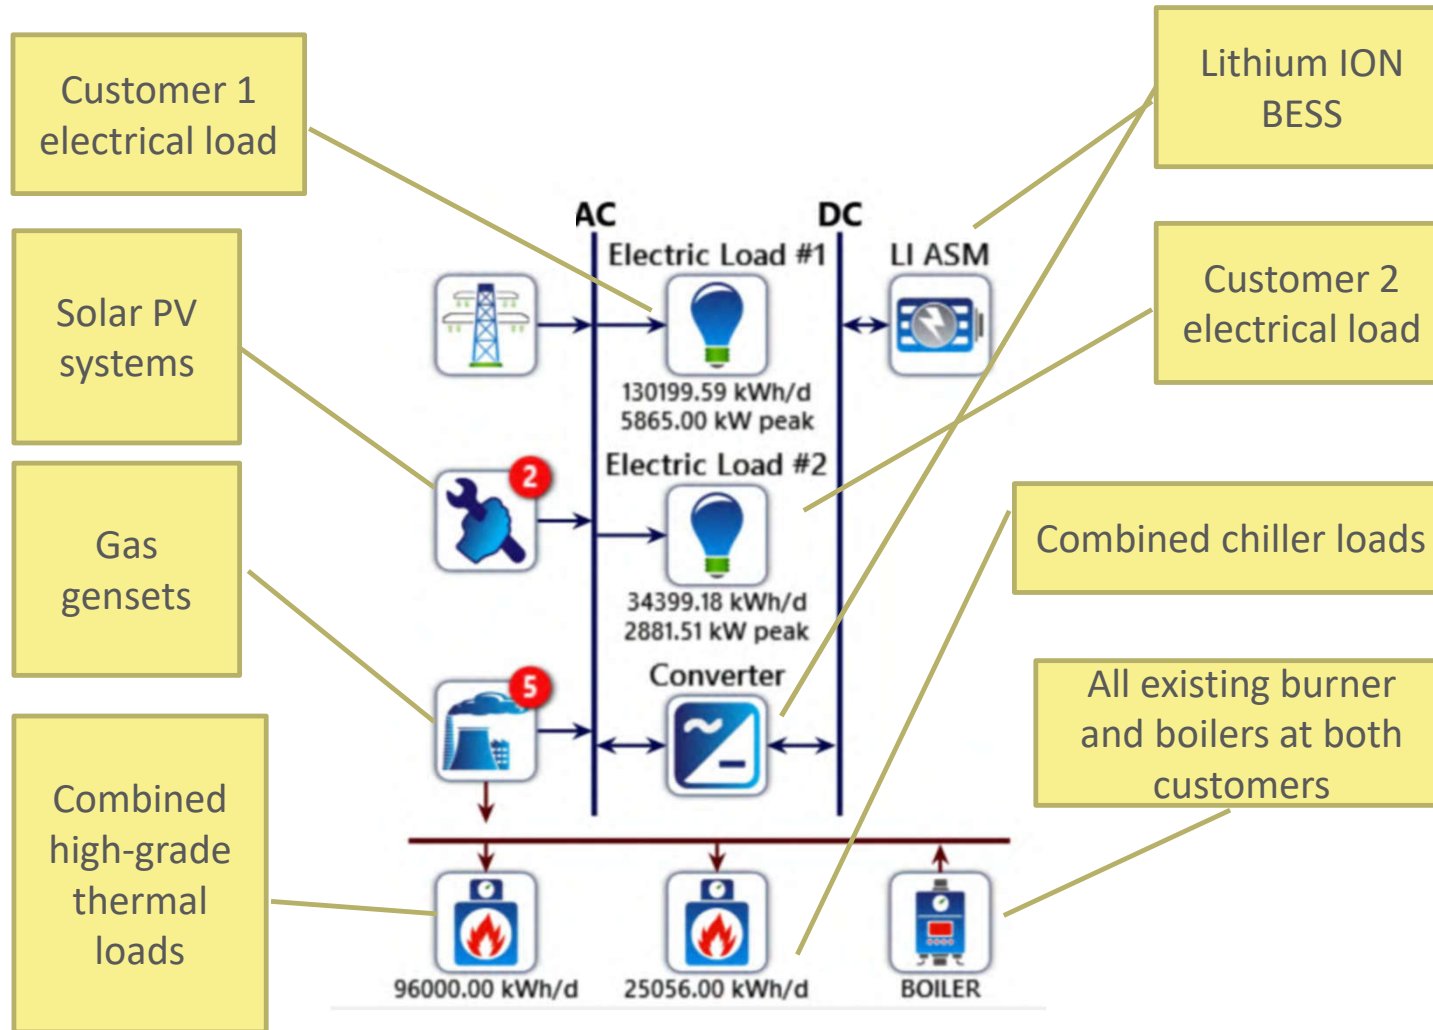 Customer 1
electrical load
Lithium ION
BESS
Solar PV
systems
Customer 2
electrical load
Gas
gensets
Combined chiller loads
Combined
high-grade
thermal
loads
All existing burner
and boilers at both
customers
AC
DC
Electric Load #1
LI ASM
130199.59 kWh/d
5865.00 kW peak
2
Electric Load #2
34399.18 kWh/d
2881.51 kW peak
5
Converter
96000.00 kWh/d
25056.00 kWh/d
BOILER